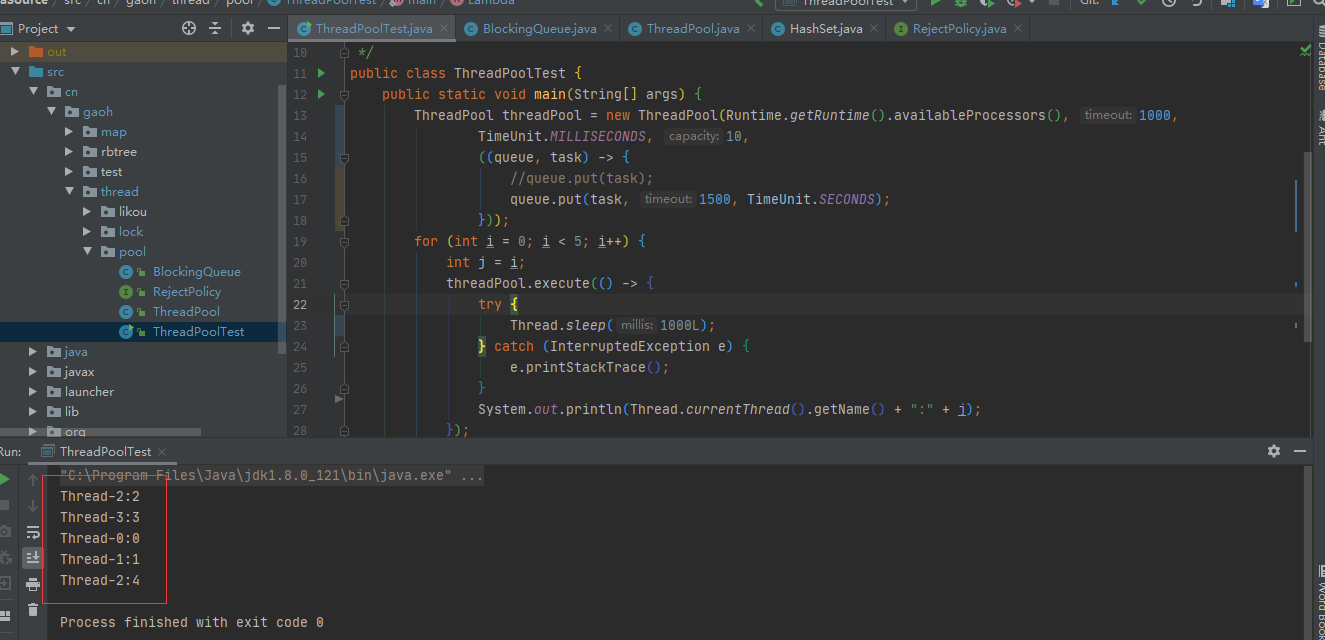 src cn gaoh thread pool ThreadPoolTest main Lambda
ThreadPoolTest Git:
Project
ThreadPoolTest.java BlockingQueue.java ThreadPool.java HashSet.java RejectPolicy.java
out
src
cn
gaoh
map
rbtree
test
thread
likou
lock
pool
BlockingQueue
RejectPolicy
ThreadPool
ThreadPoolTest
java
javax
launcher
lib
org
10 */
11 public class ThreadPoolTest {
12 public static void main(String[] args) {
13 ThreadPool threadPool = new ThreadPool(Runtime.getRuntime().availableProcessors(), timeout: 1000,
14 TimeUnit.MILLISECONDS, capacity: 10,
15 ((queue, task) -> {
16 //queue.put(task);
17 queue.put(task, timeout: 1500, TimeUnit.SECONDS);
18 }));
19 for (int i = 0; i < 5; i++) {
20 int j = i;
21 threadPool.execute(() -> {
22 try {
23 Thread.sleep( millis: 1000L);
24 } catch (InterruptedException e) {
25 e.printStackTrace();
26 }
27 System.out.println(Thread.currentThread().getName() + ":" + j);
28 });
Database
Ant
Run: ThreadPoolTest
"C:\Program Files\Java\jdk1.8.0_121\bin\java.exe" ...
Thread-2:2
Thread-3:3
Thread-0:0
Thread-1:1
Thread-2:4
Process finished with exit code 0
Word Book